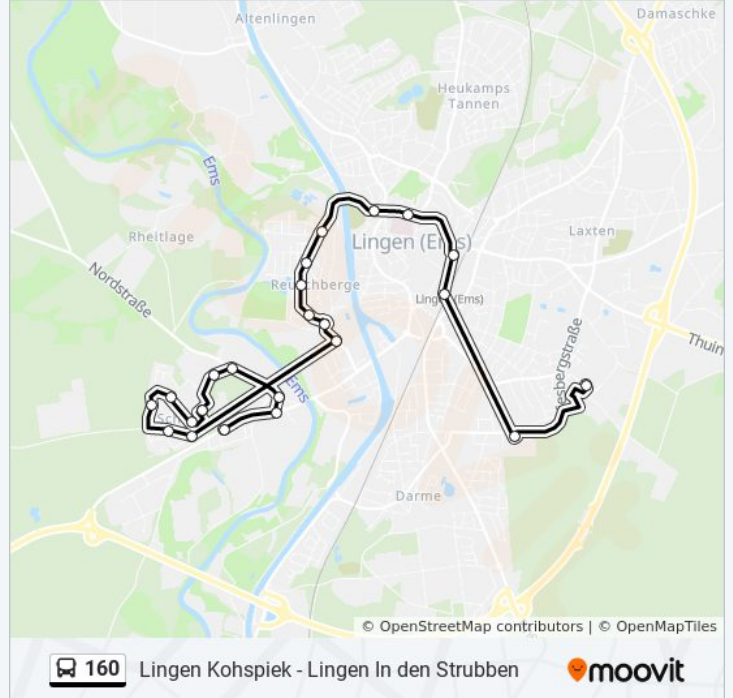 Altenlingen
Damaschke
Heukamps
Tannen
Ems
Rheitlage
Laxten
Lingen (Ems)
Nordstraße
Lingen (Ems)
Thuin
Ems
Darme
© OpenStreetMap contributors | © OpenMapTiles
160 Lingen Kohspiek - Lingen In den Strubben
moovit